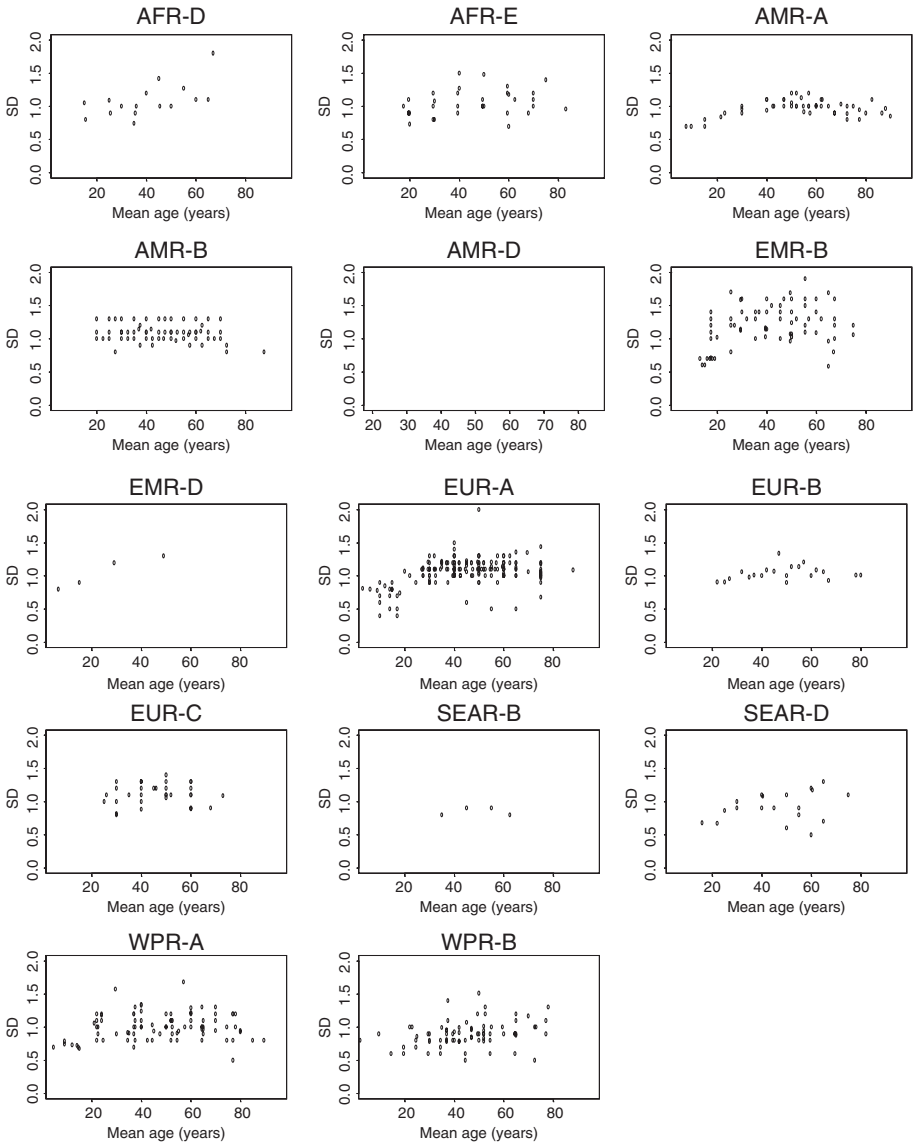 AFR-D
AFR-E
AMR-A
SD
0.0 0.5 1.0 1.5 2.0
20 40 60 80
Mean age (years)
SD
0.0 0.5 1.0 1.5 2.0
20 40 60 80
Mean age (years)
SD
0.0 0.5 1.0 1.5 2.0
20 40 60 80
Mean age (years)
AMR-B
AMR-D
EMR-B
SD
0.0 0.5 1.0 1.5 2.0
20 40 60 80
Mean age (years)
SD
0.0 0.5 1.0 1.5 2.0
20 30 40 50 60 70 80
Mean age (years)
SD
0.0 0.5 1.0 1.5 2.0
20 40 60 80
Mean age (years)
EMR-D
EUR-A
EUR-B
SD
0.0 0.5 1.0 1.5 2.0
20 40 60 80
Mean age (years)
SD
0.0 0.5 1.0 1.5 2.0
20 40 60 80
Mean age (years)
SD
0.0 0.5 1.0 1.5 2.0
20 40 60 80
Mean age (years)
EUR-C
SEAR-B
SEAR-D
SD
0.0 0.5 1.0 1.5 2.0
20 40 60 80
Mean age (years)
SD
0.0 0.5 1.0 1.5 2.0
20 40 60 80
Mean age (years)
SD
0.0 0.5 1.0 1.5 2.0
20 40 60 80
Mean age (years)
WPR-A
WPR-B
SD
0.0 0.5 1.0 1.5 2.0
20 40 60 80
Mean age (years)
SD
0.0 0.5 1.0 1.5 2.0
20 40 60 80
Mean age (years)